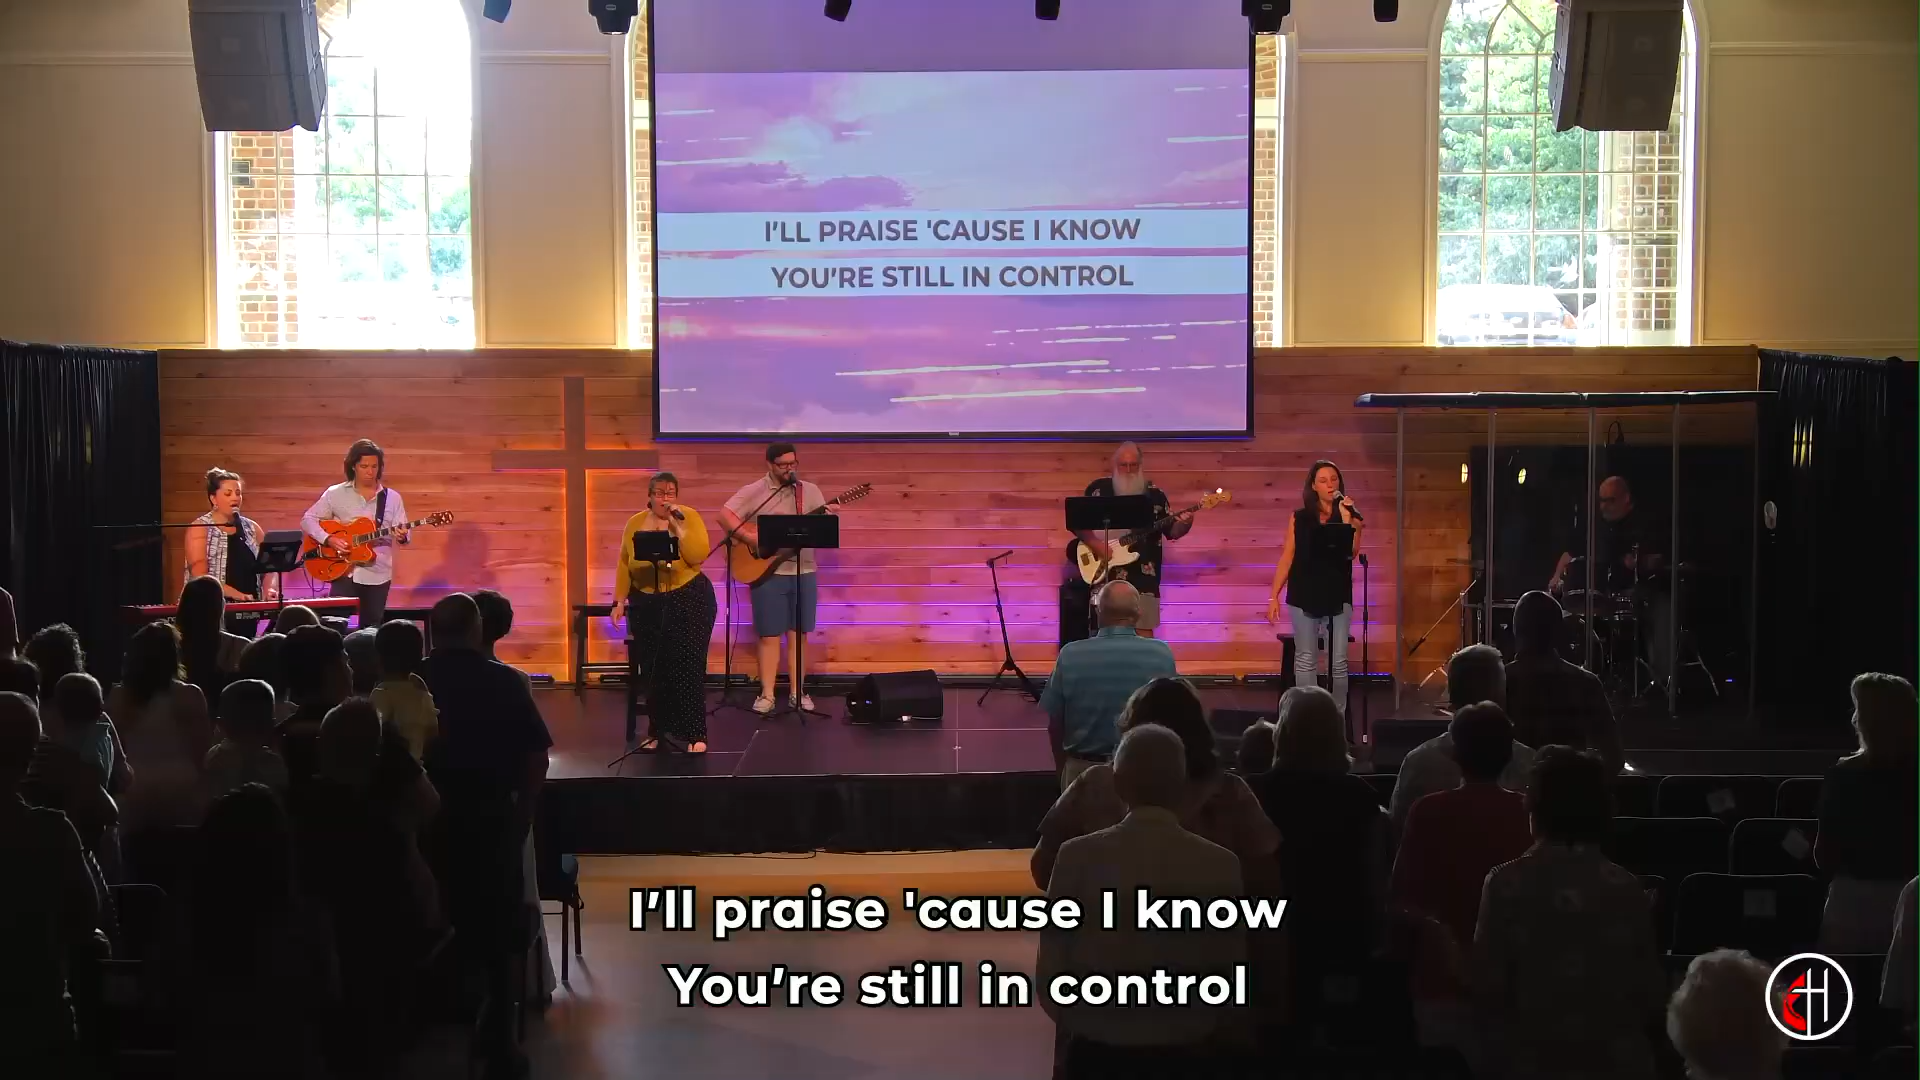 I'LL PRAISE 'CAUSE I KNOW
YOU'RE STILL IN CONTROL
I'll praise 'cause I know
You're still in control
H